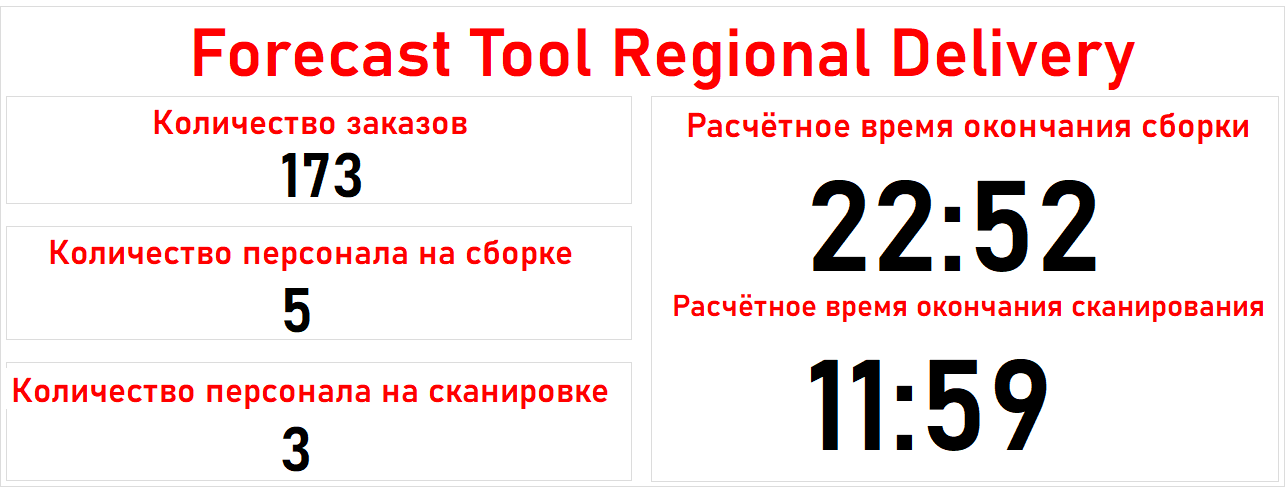 Forecast Tool Regional Delivery
Количество заказов
173
Количество персонала на сборке
5
Количество персонала на сканировке
3
Расчётное время окончания сборки
22:52
Расчётное время окончания сканирования
11:59